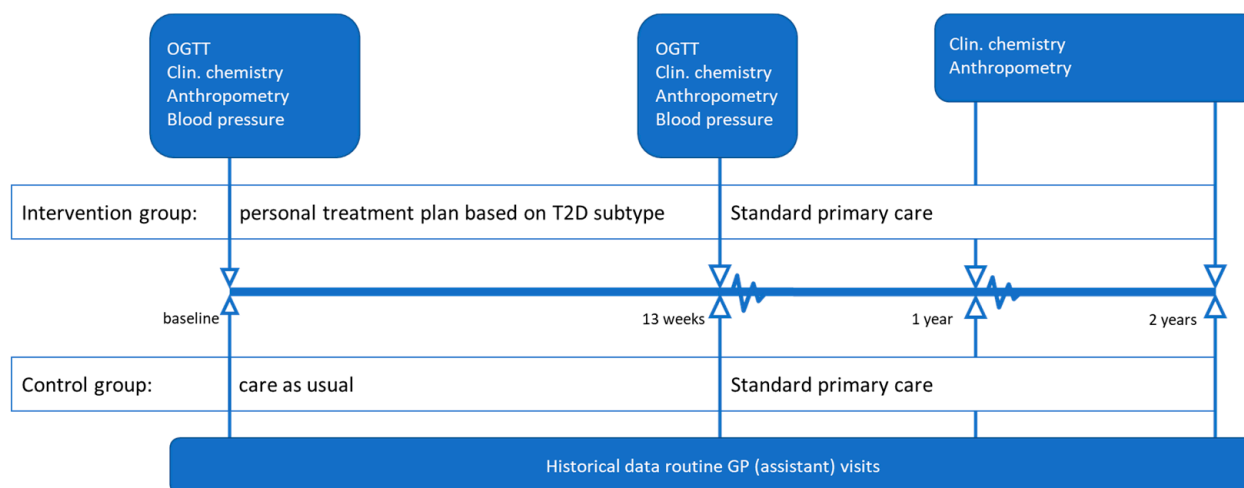 OGTT
Clin. chemistry
Anthropometry
Blood pressure
OGTT
Clin. chemistry
Anthropometry
Blood pressure
Clin. chemistry
Anthropometry
Intervention group: personal treatment plan based on T2D subtype Standard primary care
baseline 13 weeks 1 year 2 years
Control group: care as usual Standard primary care
Historical data routine GP (assistant) visits